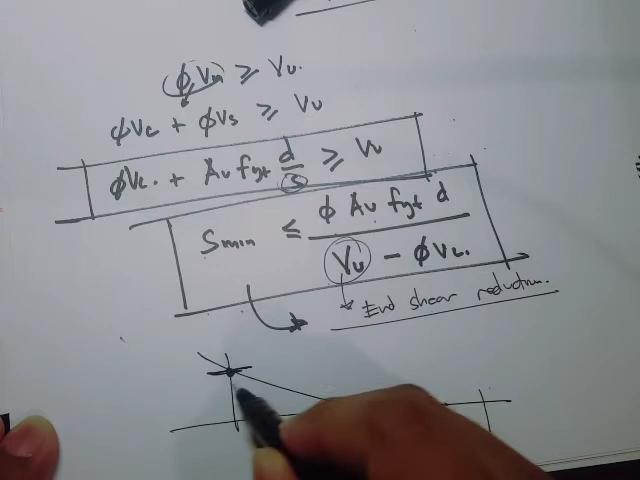 ϕVn ≥ Vu.
ϕVc + ϕVs ≥ Vu
ϕVc. + Av fyt d/s ≥ Vu
Smin ≤ ϕ Av fyt d / Vu - ϕVc.
End shear reduction.